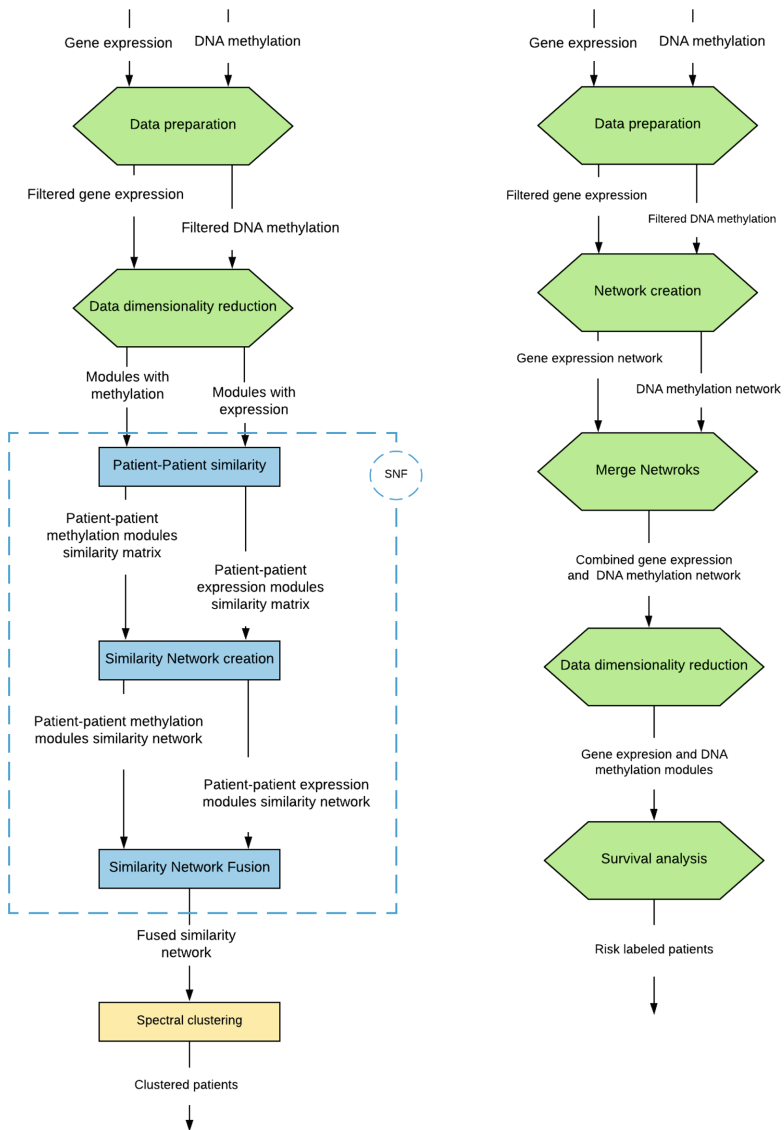 Gene expression
DNA methylation
Data preparation
Filtered gene expression
Filtered DNA methylation
Data dimensionality reduction
Modules with
methylation
Modules with
expression
Patient-Patient similarity
SNF
Patient-patient
methylation modules
similarity matrix
Patient-patient
expression modules
similarity matrix
Similarity Network creation
Patient-patient methylation
modules similarity network
Patient-patient expression
modules similarity network
Similarity Network Fusion
Fused similarity
network
Spectral clustering
Clustered patients
Gene expression
DNA methylation
Data preparation
Filtered gene expression
Filtered DNA methylation
Network creation
Gene expression network
DNA methylation network
Merge Netwroks
Combined gene expression
and DNA methylation network
Data dimensionality reduction
Gene expresion and DNA
methylation modules
Survival analysis
Risk labeled patients